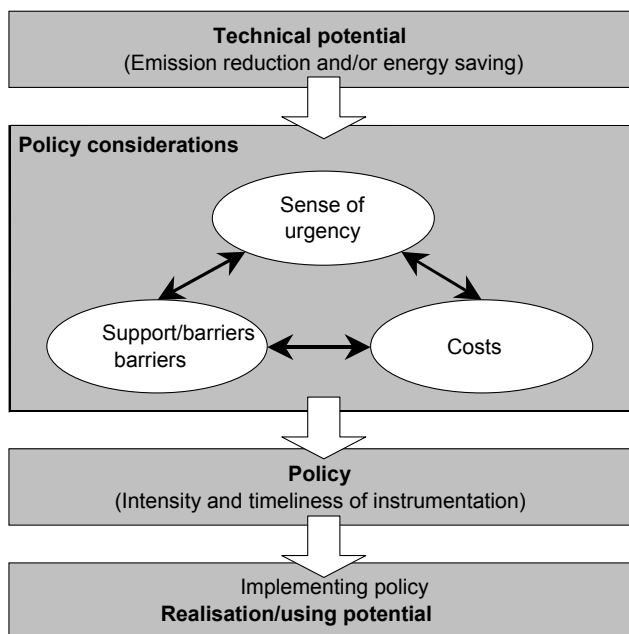 Technical potential
(Emission reduction and/or energy saving)
Policy considerations
Sense of
urgency
Support/barriers
barriers
Costs
Policy
(Intensity and timeliness of instrumentation)
Implementing policy
Realisation/using potential